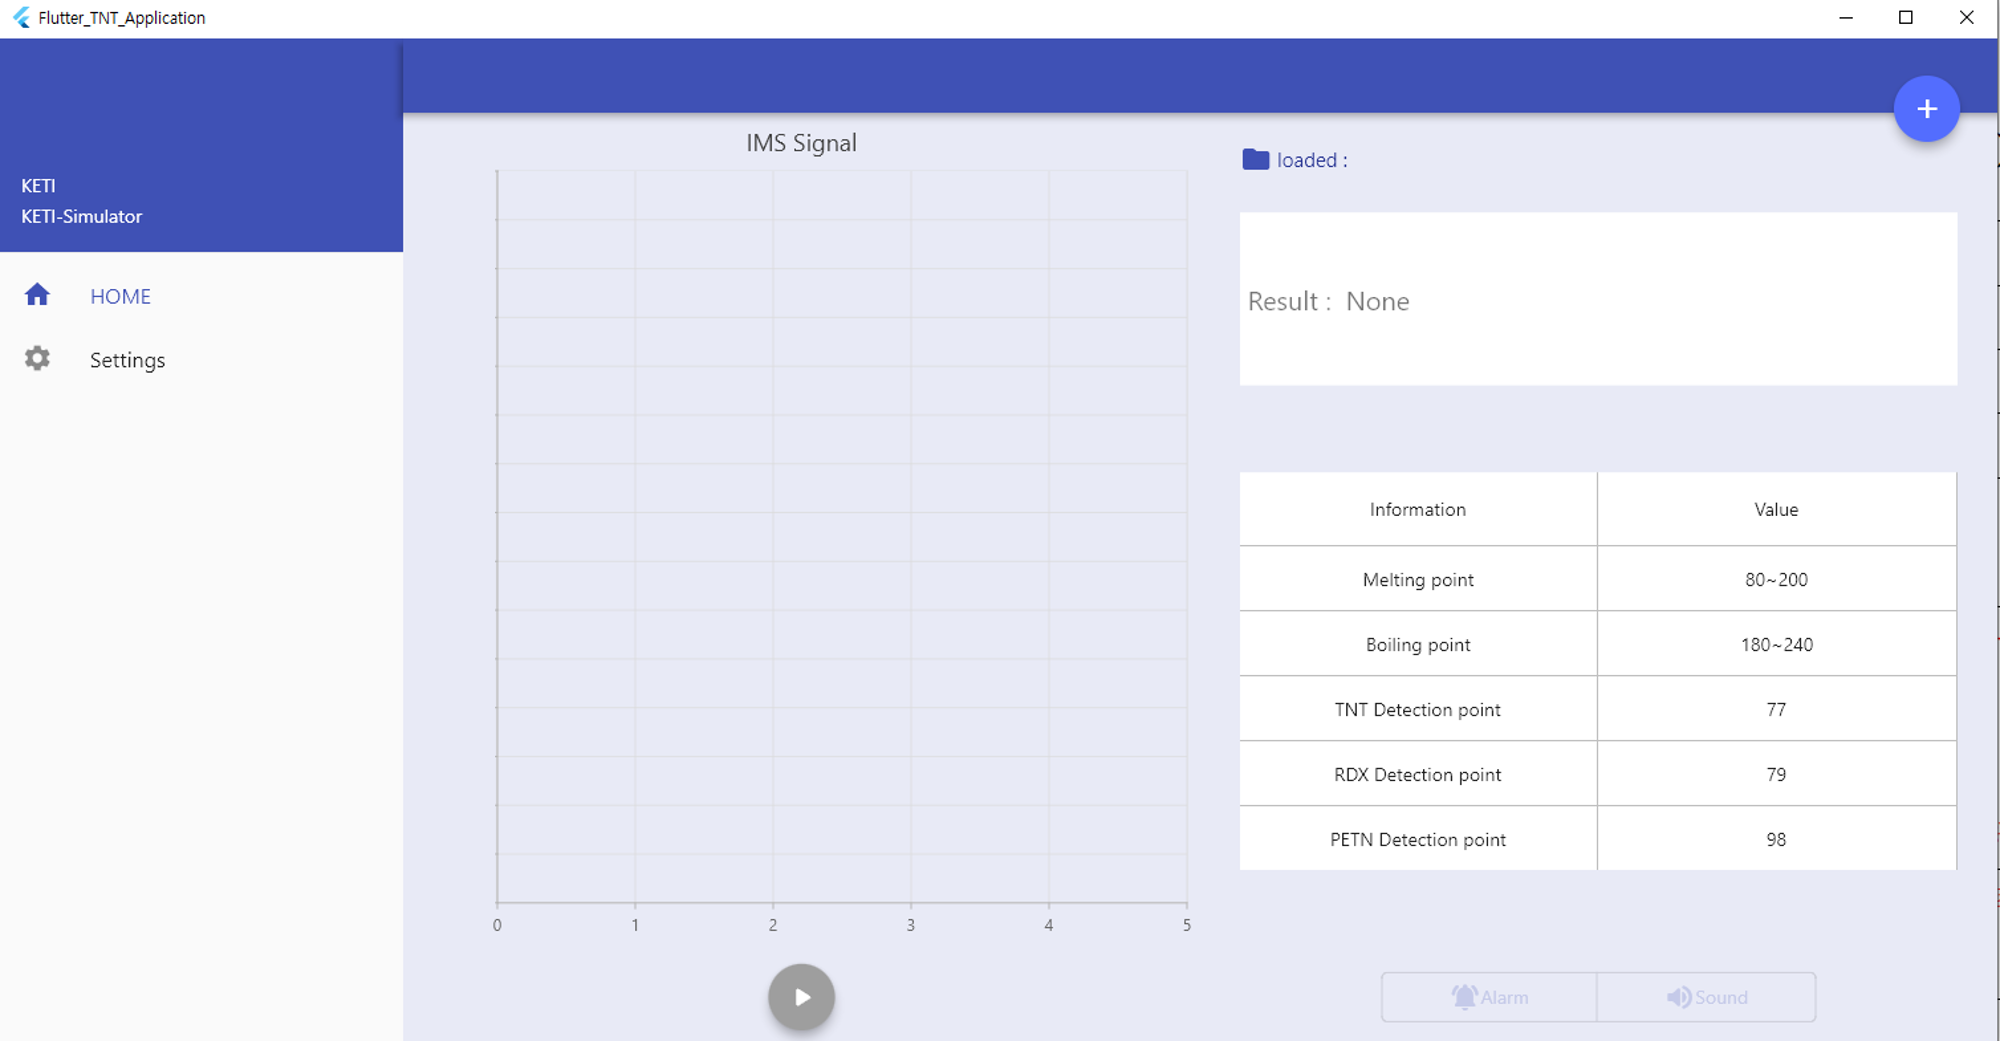 Flutter_TNT_Application
KETI
KETI-Simulator
HOME
Settings
IMS Signal
0 1 2 3 4 5
loaded :
Result : None
Information Value
Melting point 80~200
Boiling point 180~240
TNT Detection point 77
RDX Detection point 79
PETN Detection point 98
Alarm Sound